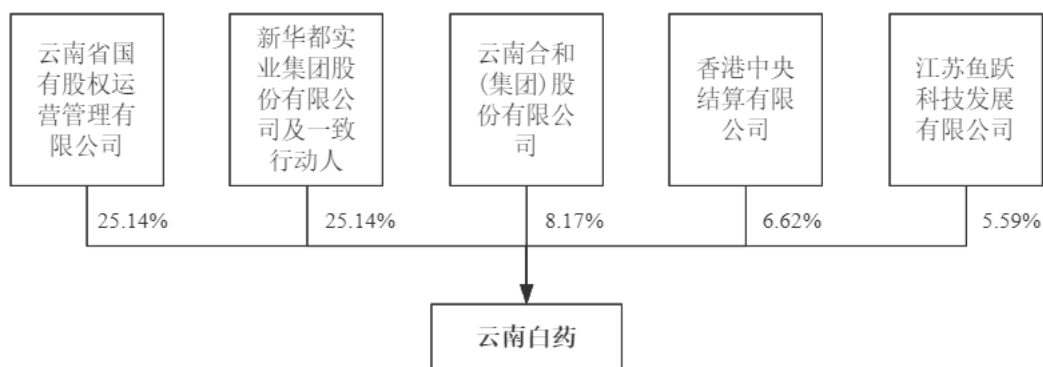 云南省国
有股权运
营管理有
限公司
新华都实
业集团股
份有限公
司及一致
行动人
云南合和
(集团)股
份有限公
司
香港中央
结算有限
公司
江苏鱼跃
科技发展
有限公司
25.14%
25.14%
8.17%
6.62%
5.59%
云南白药